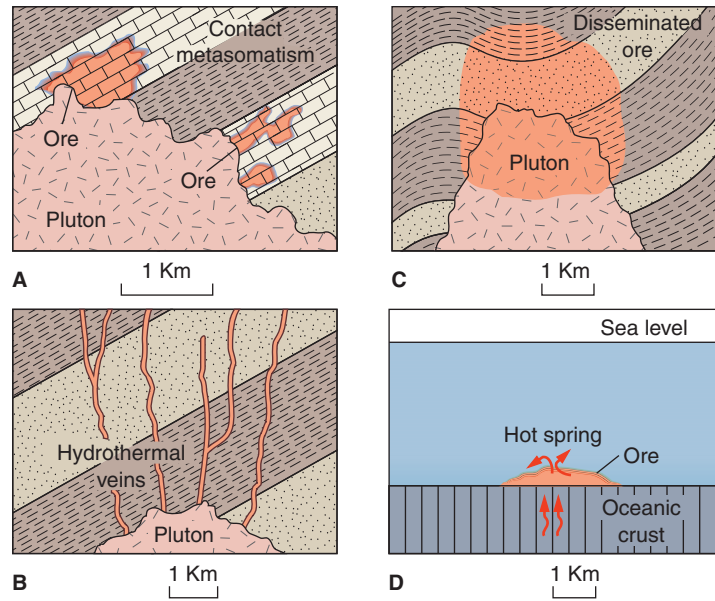 Contact
metasomatism
Ore
Ore
Pluton
A
1 Km
Disseminated
ore
Pluton
C
1 Km
Hydrothermal
veins
Pluton
B
1 Km
Sea level
Hot spring
Ore
Oceanic
crust
D
1 Km